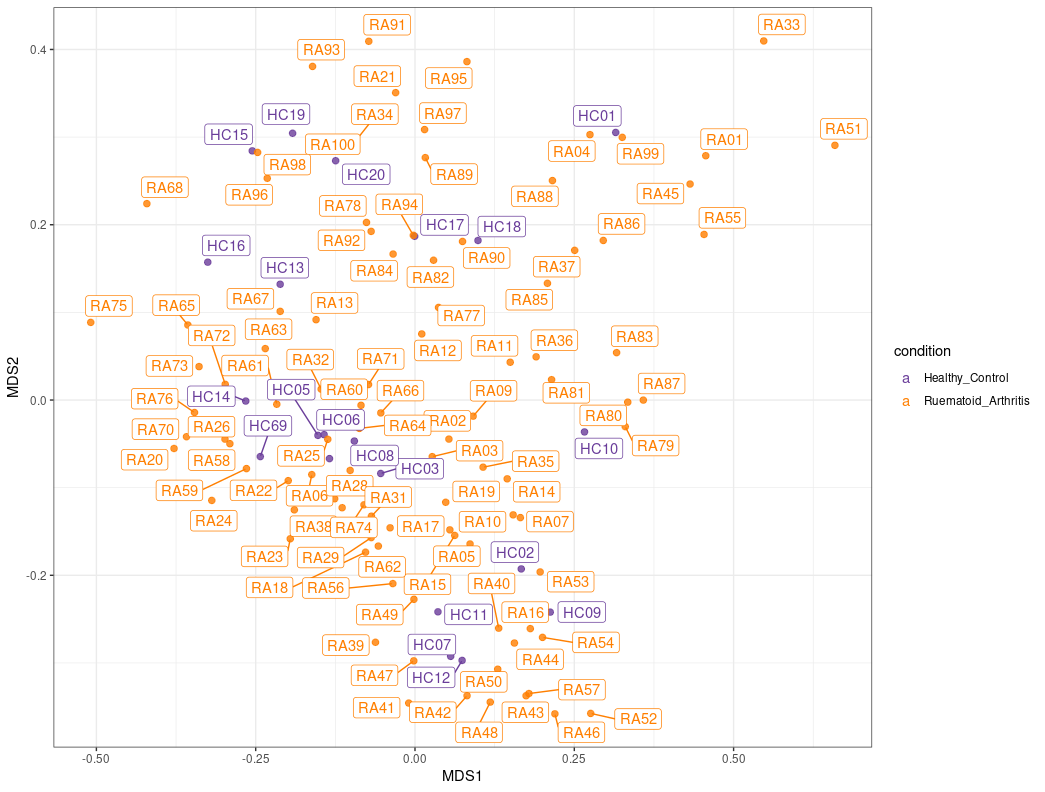 RA91
RA33
RA93
RA21
RA95
RA34
RA97
HC19
HC01
HC15
RA51
RA100
RA01
RA04
RA99
RA98
HC20
RA89
RA96
RA68
RA88
RA45
RA78
RA94
HC17
HC18
RA86
RA55
RA92
HC16
RA90
RA84
RA82
HC13
RA37
RA67
RA13
RA85
RA75
RA65
RA77
RA63
RA72
RA83
RA36
RA11
RA12
RA71
RA32
RA73
RA61
HC05
RA60
RA66
RA09
RA81
RA87
HC14
RA76
RA80
RA02
RA64
HC06
HC69
RA26
RA70
HC10
RA79
RA03
HC08
RA25
RA20
RA58
RA35
HC03
RA59
RA22
RA28
RA06
RA31
RA19
RA14
RA24
RA38
RA74
RA17
RA10
RA07
RA23
RA29
RA05
HC02
RA62
RA18
RA56
RA15
RA40
RA53
RA49
HC11
RA16
HC09
RA39
HC07
RA54
RA44
RA47
HC12
RA50
RA57
RA41
RA42
RA43
RA52
RA48
RA46
0.4
0.2
0.0
-0.2
MDS2
-0.50
-0.25
0.00
0.25
0.50
MDS1
condition
a Healthy_Control
a Ruematoid_Arthritis